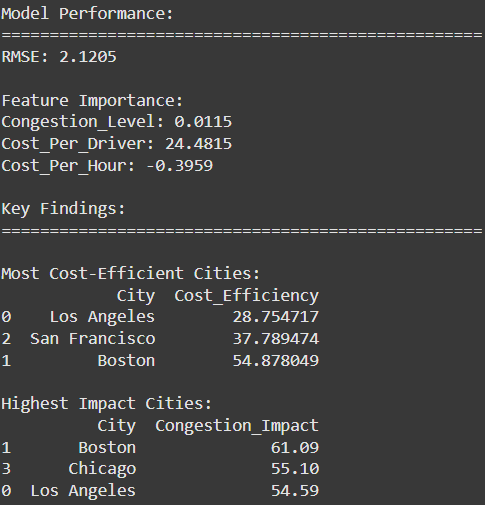 Model Performance:
==================================================
RMSE: 2.1205
Feature Importance:
Congestion_Level: 0.0115
Cost_Per_Driver: 24.4815
Cost_Per_Hour: -0.3959
Key Findings:
==================================================
Most Cost-Efficient Cities:
            City  Cost_Efficiency
0    Los Angeles        28.754717
2  San Francisco        37.789474
1         Boston        54.878049
Highest Impact Cities:
          City  Congestion_Impact
1       Boston              61.09
3      Chicago              55.10
0  Los Angeles              54.59